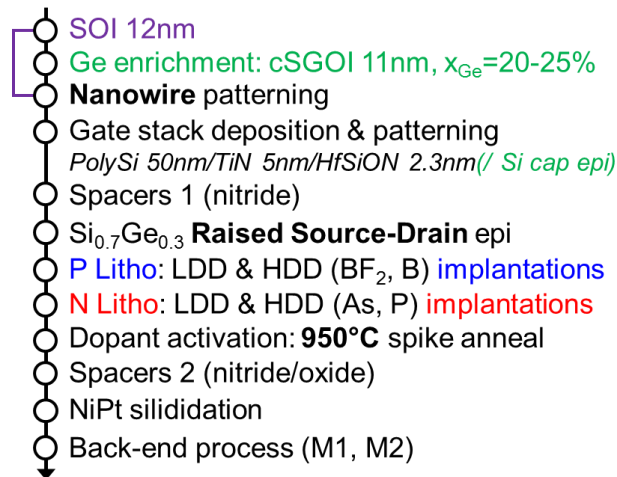 SOI 12nm
Ge enrichment: cSGOI 11nm, xGe=20-25%
Nanowire patterning
Gate stack deposition & patterning
PolySi 50nm/TiN 5nm/HfSiON 2.3nm(/ Si cap epi)
Spacers 1 (nitride)
Si0.7Ge0.3 Raised Source-Drain epi
P Litho: LDD & HDD (BF2, B) implantations
N Litho: LDD & HDD (As, P) implantations
Dopant activation: 950°C spike anneal
Spacers 2 (nitride/oxide)
NiPt silididation
Back-end process (M1, M2)